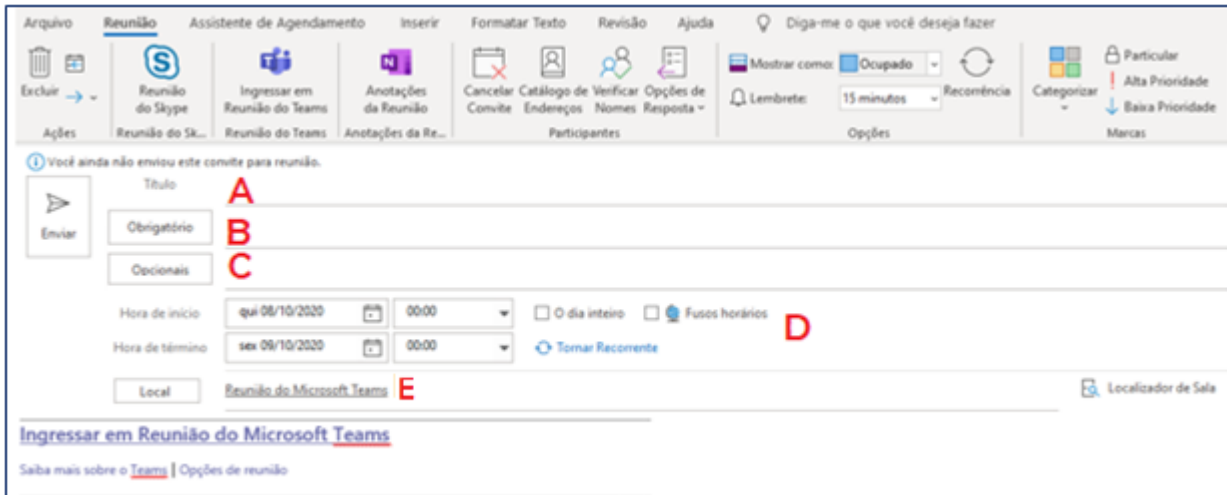 Arquivo Reunião Assistente de Agendamento Inserir Formatar Texto Revisão Ajuda Diga-me o que você deseja fazer
Excluir
Reunião do Skype
Ingressar em Reunião do Teams
Anotações da Reunião
Cancelar Convite
Catálogo de Endereços
Verificar Nomes
Opções de Resposta
Mostrar como: Ocupado
Lembrete: 15 minutos
Recorrência
Categorizar
Particular
Alta Prioridade
Baixa Prioridade
Ações Reunião do Sk... Reunião do Teams Anotações da Re... Participantes Opções Marcas
Você ainda não enviou este convite para reunião.
Enviar
Título A
Obrigatório B
Opcionais C
Hora de início qui 08/10/2020 00:00 O dia inteiro Fusos horários D
Hora de término sex 09/10/2020 00:00 Tornar Recorrente
Local Reunião do Microsoft Teams E Localizador de Sala
Ingressar em Reunião do Microsoft Teams
Saiba mais sobre o Teams | Opções de reunião